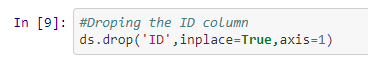 In [9]: #Droping the ID column
ds.drop('ID',inplace=True,axis=1)